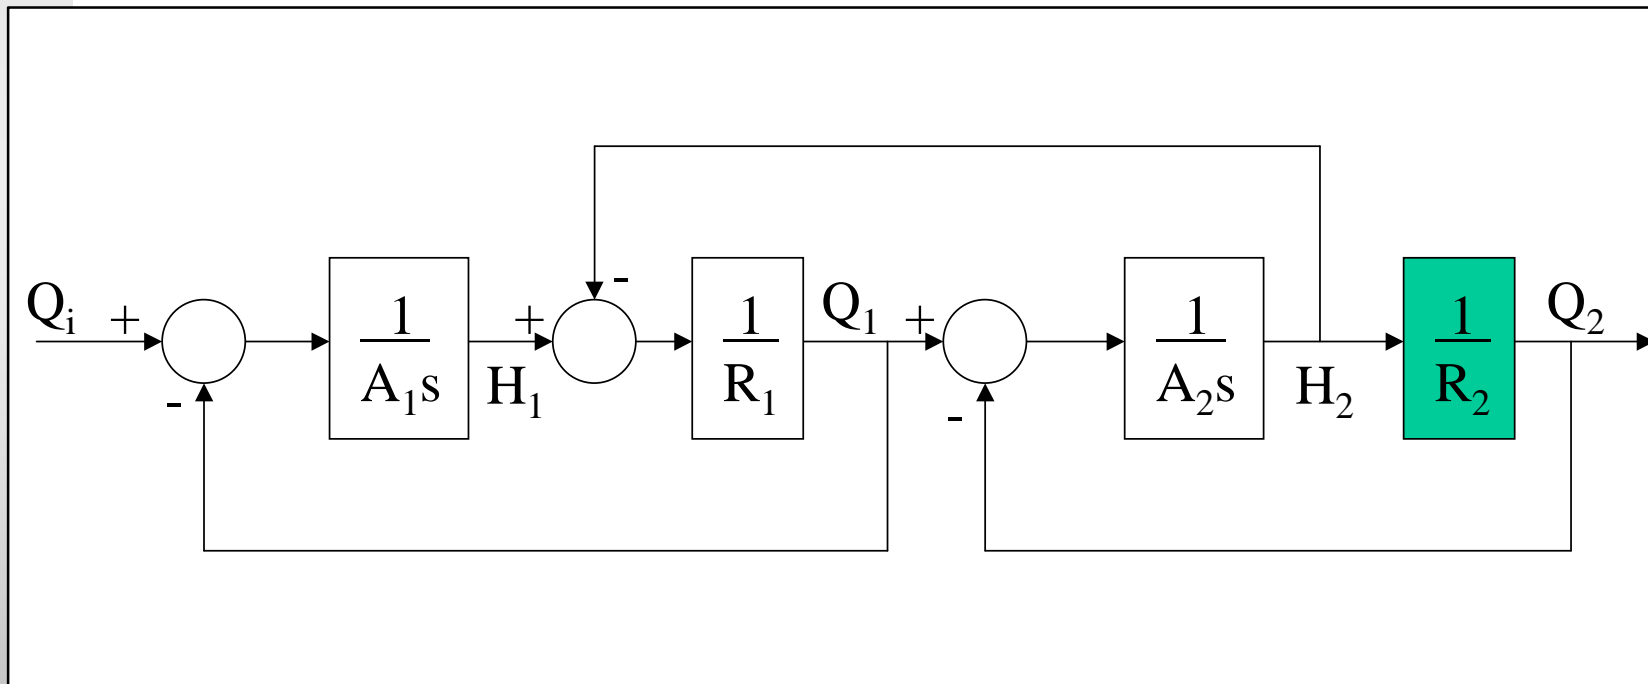 Qi + - 1/A1s H1 + - 1/R1 Q1 + - 1/A2s H2 1/R2 Q2